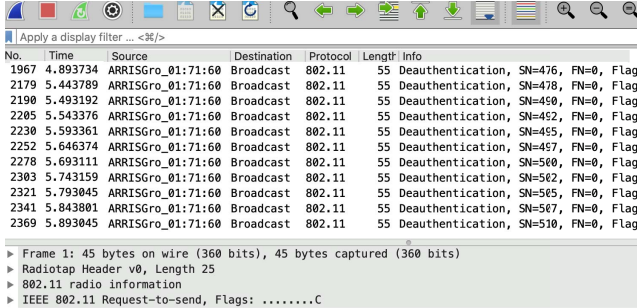 Apply a display filter ... <⌘/>
No. Time Source Destination Protocol Length Info
1967 4.893734 ARRISGro_01:71:60 Broadcast 802.11 55 Deauthentication, SN=476, FN=0, Flag
2179 5.443789 ARRISGro_01:71:60 Broadcast 802.11 55 Deauthentication, SN=478, FN=0, Flag
2190 5.493192 ARRISGro_01:71:60 Broadcast 802.11 55 Deauthentication, SN=490, FN=0, Flag
2205 5.543376 ARRISGro_01:71:60 Broadcast 802.11 55 Deauthentication, SN=492, FN=0, Flag
2230 5.593361 ARRISGro_01:71:60 Broadcast 802.11 55 Deauthentication, SN=495, FN=0, Flag
2252 5.646374 ARRISGro_01:71:60 Broadcast 802.11 55 Deauthentication, SN=497, FN=0, Flag
2278 5.693111 ARRISGro_01:71:60 Broadcast 802.11 55 Deauthentication, SN=500, FN=0, Flag
2303 5.743159 ARRISGro_01:71:60 Broadcast 802.11 55 Deauthentication, SN=502, FN=0, Flag
2321 5.793045 ARRISGro_01:71:60 Broadcast 802.11 55 Deauthentication, SN=505, FN=0, Flag
2341 5.843801 ARRISGro_01:71:60 Broadcast 802.11 55 Deauthentication, SN=507, FN=0, Flag
2369 5.893045 ARRISGro_01:71:60 Broadcast 802.11 55 Deauthentication, SN=510, FN=0, Flag
Frame 1: 45 bytes on wire (360 bits), 45 bytes captured (360 bits)
Radiotap Header v0, Length 25
802.11 radio information
IEEE 802.11 Request-to-send, Flags: ........C